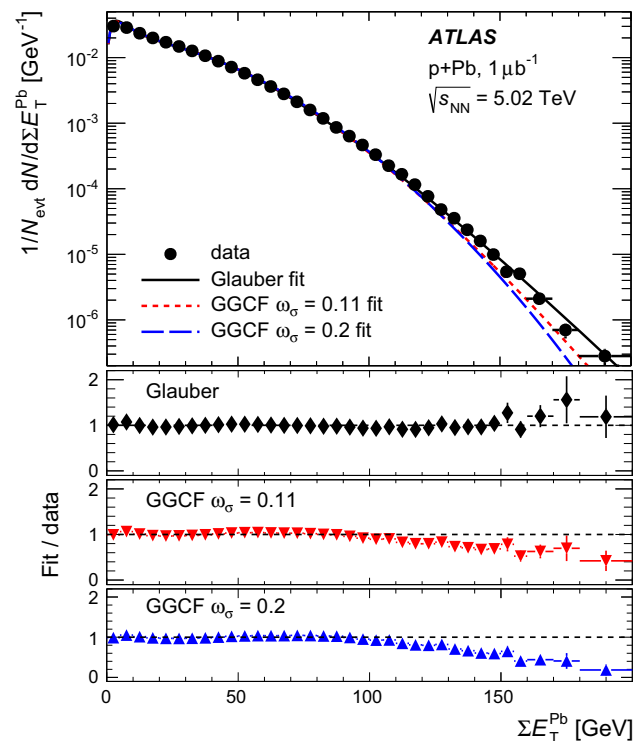 ATLAS
p+Pb, 1 μb⁻¹
√s_NN = 5.02 TeV
1/N_evt dN/dΣE_T^Pb [GeV⁻¹]
10⁻²
10⁻³
10⁻⁴
10⁻⁵
10⁻⁶
data
Glauber fit
GGCF ω_σ = 0.11 fit
GGCF ω_σ = 0.2 fit
Fit / data
Glauber
2
1
0
GGCF ω_σ = 0.11
2
1
0
GGCF ω_σ = 0.2
2
1
0
0 50 100 150
ΣE_T^Pb [GeV]